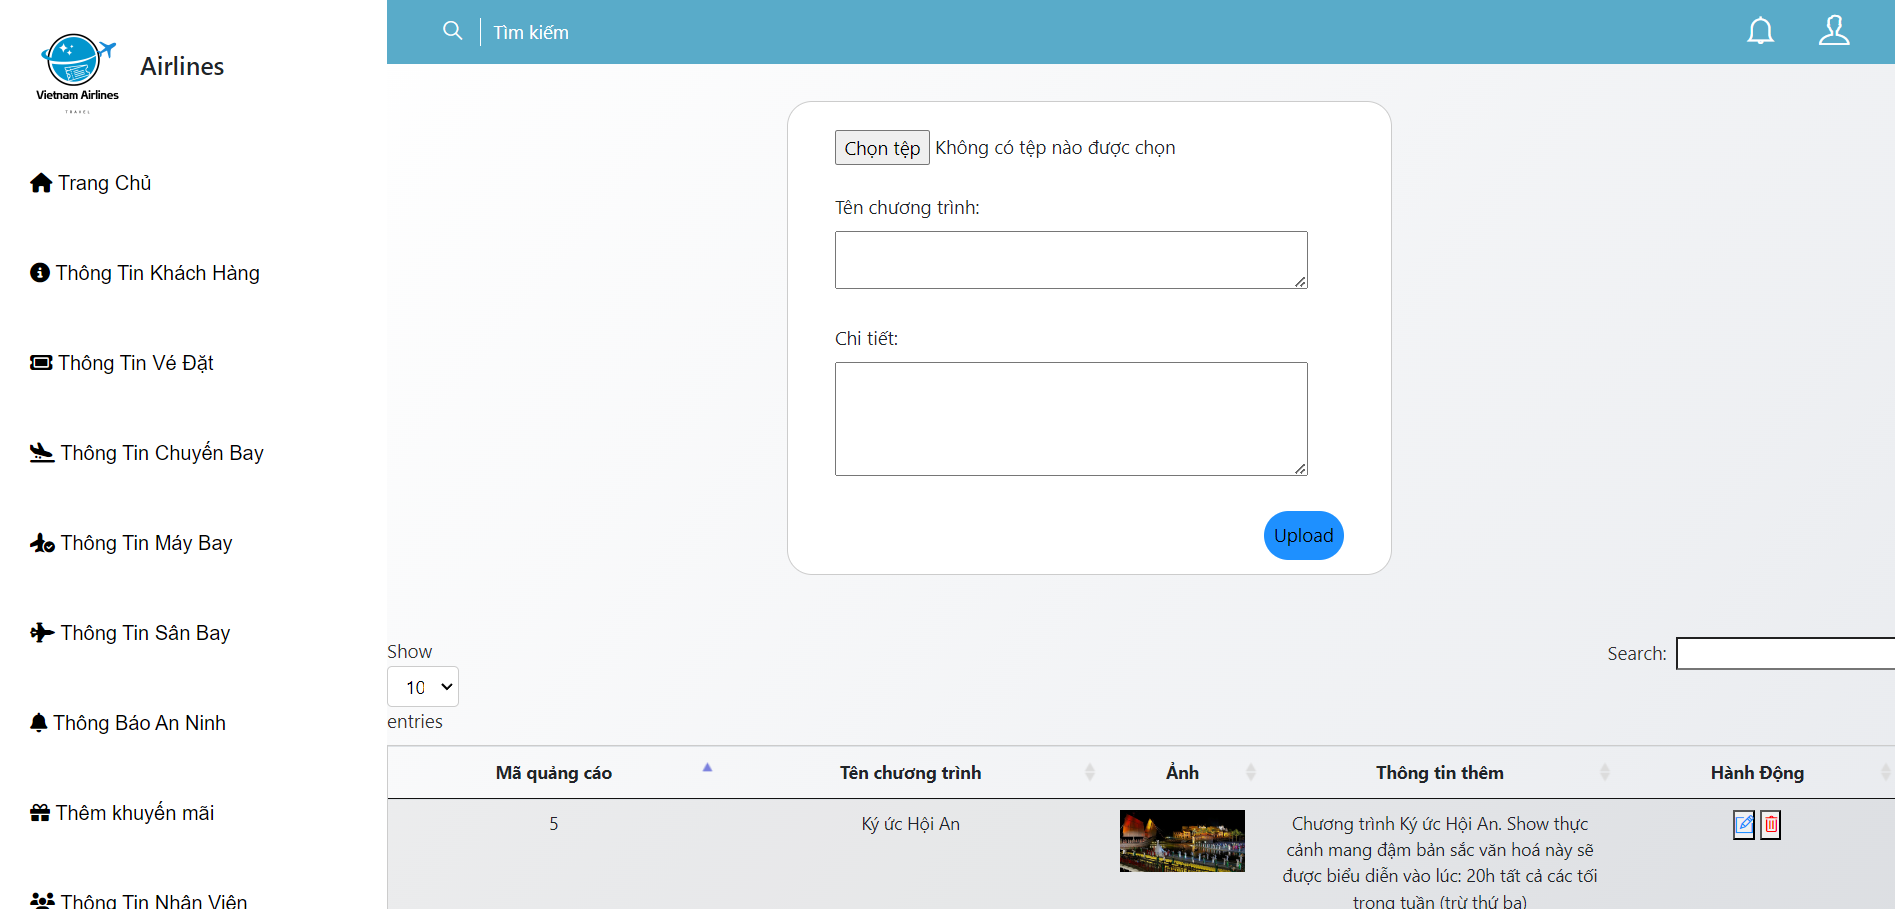 Vietnam Airlines
TRAVEL
Airlines
Tìm kiếm
Trang Chủ
Thông Tin Khách Hàng
Thông Tin Vé Đặt
Thông Tin Chuyến Bay
Thông Tin Máy Bay
Thông Tin Sân Bay
Thông Báo An Ninh
Thêm khuyến mãi
Thông Tin Nhân Viên
Chọn tệp Không có tệp nào được chọn
Tên chương trình:
Chi tiết:
Upload
Show
10
entries
Search:
Mã quảng cáo Tên chương trình Ảnh Thông tin thêm Hành Động
5 Ký ức Hội An Chương trình Ký ức Hội An. Show thực
cảnh mang đậm bản sắc văn hoá này sẽ
được biểu diễn vào lúc: 20h tất cả các tối
trong tuần (trừ thứ ba)